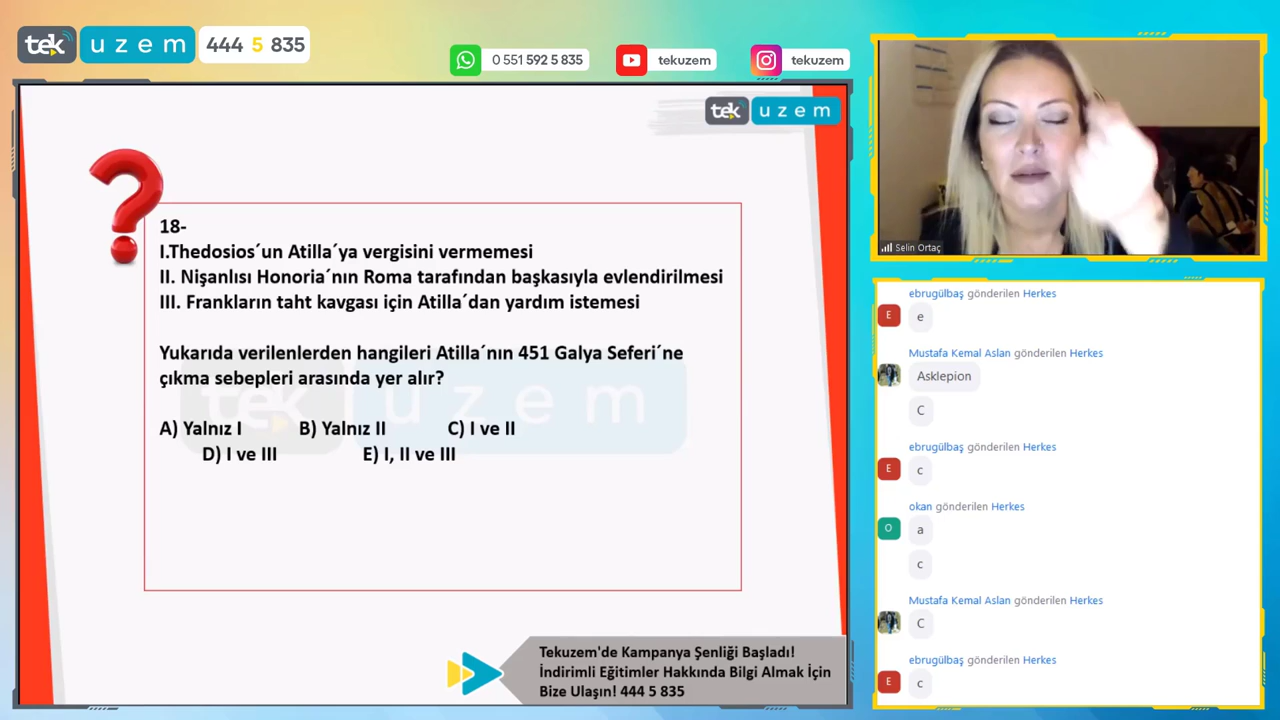 tek uzem 444 5 835
0 551 592 5 835
tekuzem
tekuzem
tek uzem
18-
I.Thedosios´un Atilla´ya vergisini vermemesi
II. Nişanlısı Honoria´nın Roma tarafından başkasıyla evlendirilmesi
III. Frankların taht kavgası için Atilla´dan yardım istemesi
Yukarıda verilenlerden hangileri Atilla´nın 451 Galya Seferi´ne
çıkma sebepleri arasında yer alır?
A) Yalnız I B) Yalnız II C) I ve II
D) I ve III E) I, II ve III
tek uzem
Tekuzem'de Kampanya Şenliği Başladı!
İndirimli Eğitimler Hakkında Bilgi Almak İçin
Bize Ulaşın! 444 5 835
Selin Ortaç
ebrugülbaş gönderilen Herkes
E
e
Mustafa Kemal Aslan gönderilen Herkes
Asklepion
C
ebrugülbaş gönderilen Herkes
E
c
okan gönderilen Herkes
O
a
c
Mustafa Kemal Aslan gönderilen Herkes
C
ebrugülbaş gönderilen Herkes
E
c